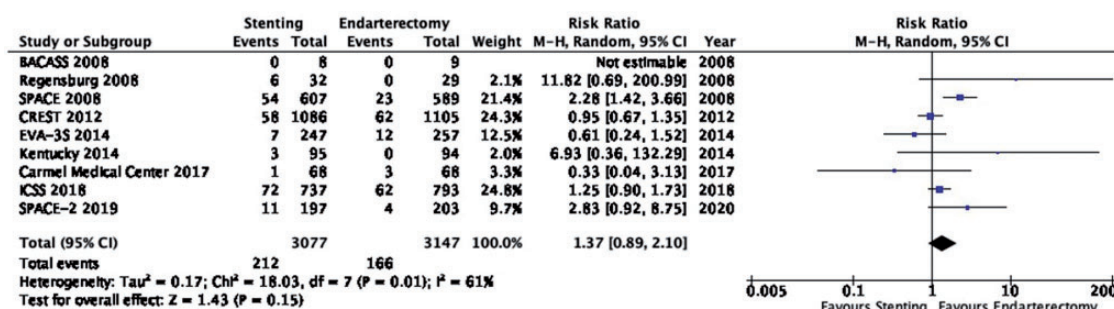 Stenting Endarterectomy Risk Ratio Risk Ratio
Study or Subgroup Events Total Events Total Weight M-H, Random, 95% CI Year M-H, Random, 95% CI
BACASS 2008 0 8 0 9 Not estimable 2008
Regensburg 2008 6 32 0 29 2.1% 11.82 [0.69, 200.99] 2008
SPACE 2008 54 607 23 589 21.4% 2.28 [1.42, 3.66] 2008
CREST 2012 58 1086 62 1105 24.3% 0.95 [0.67, 1.35] 2012
EVA-3S 2014 7 247 12 257 12.5% 0.61 [0.24, 1.52] 2014
Kentucky 2014 3 95 0 94 2.0% 6.93 [0.36, 132.29] 2014
Carmel Medical Center 2017 1 68 3 68 3.3% 0.33 [0.04, 3.13] 2017
ICSS 2018 72 737 62 793 24.8% 1.25 [0.90, 1.73] 2018
SPACE-2 2019 11 197 4 203 9.7% 2.83 [0.92, 8.75] 2020
Total (95% CI) 3077 3147 100.0% 1.37 [0.89, 2.10]
Total events 212 166
Heterogeneity: Tau² = 0.17; Chi² = 18.03, df = 7 (P = 0.01); I² = 61%
Test for overall effect: Z = 1.43 (P = 0.15)
0.005 0.1 1 10 200
Favours Stenting Favours Endarterectomy